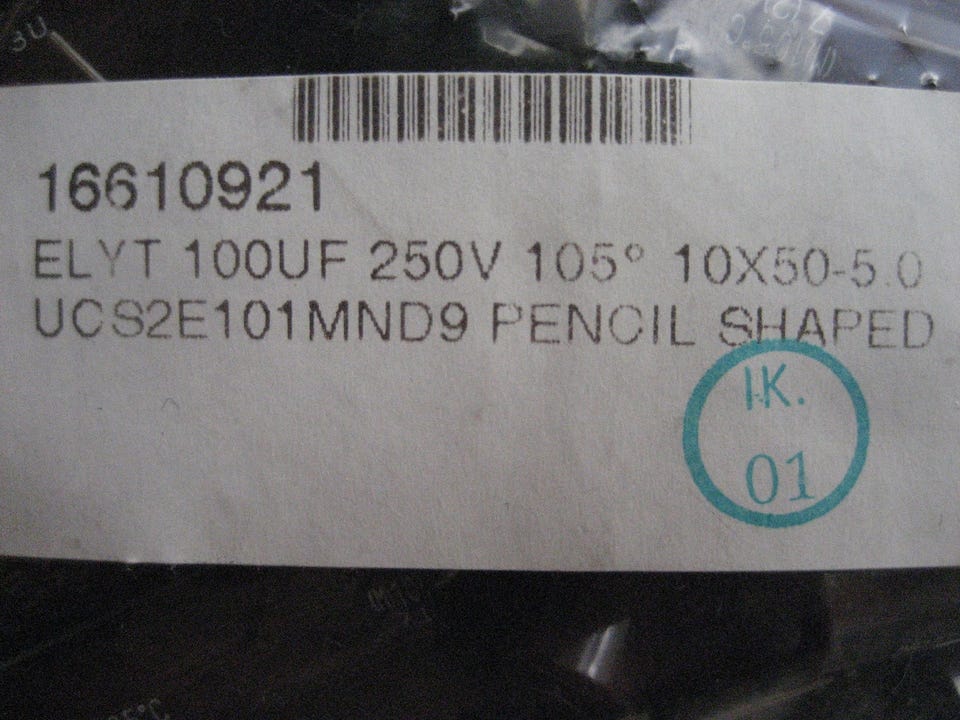 16610921
ELYT 100UF 250V 105° 10X50-5.0
UCS2E101MND9 PENCIL SHAPED
I.K.
01